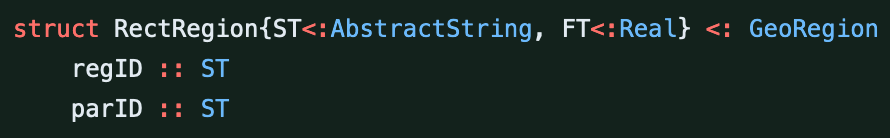 struct RectRegion{ST<:AbstractString, FT<:Real} <: GeoRegion
    regID :: ST
    parID :: ST